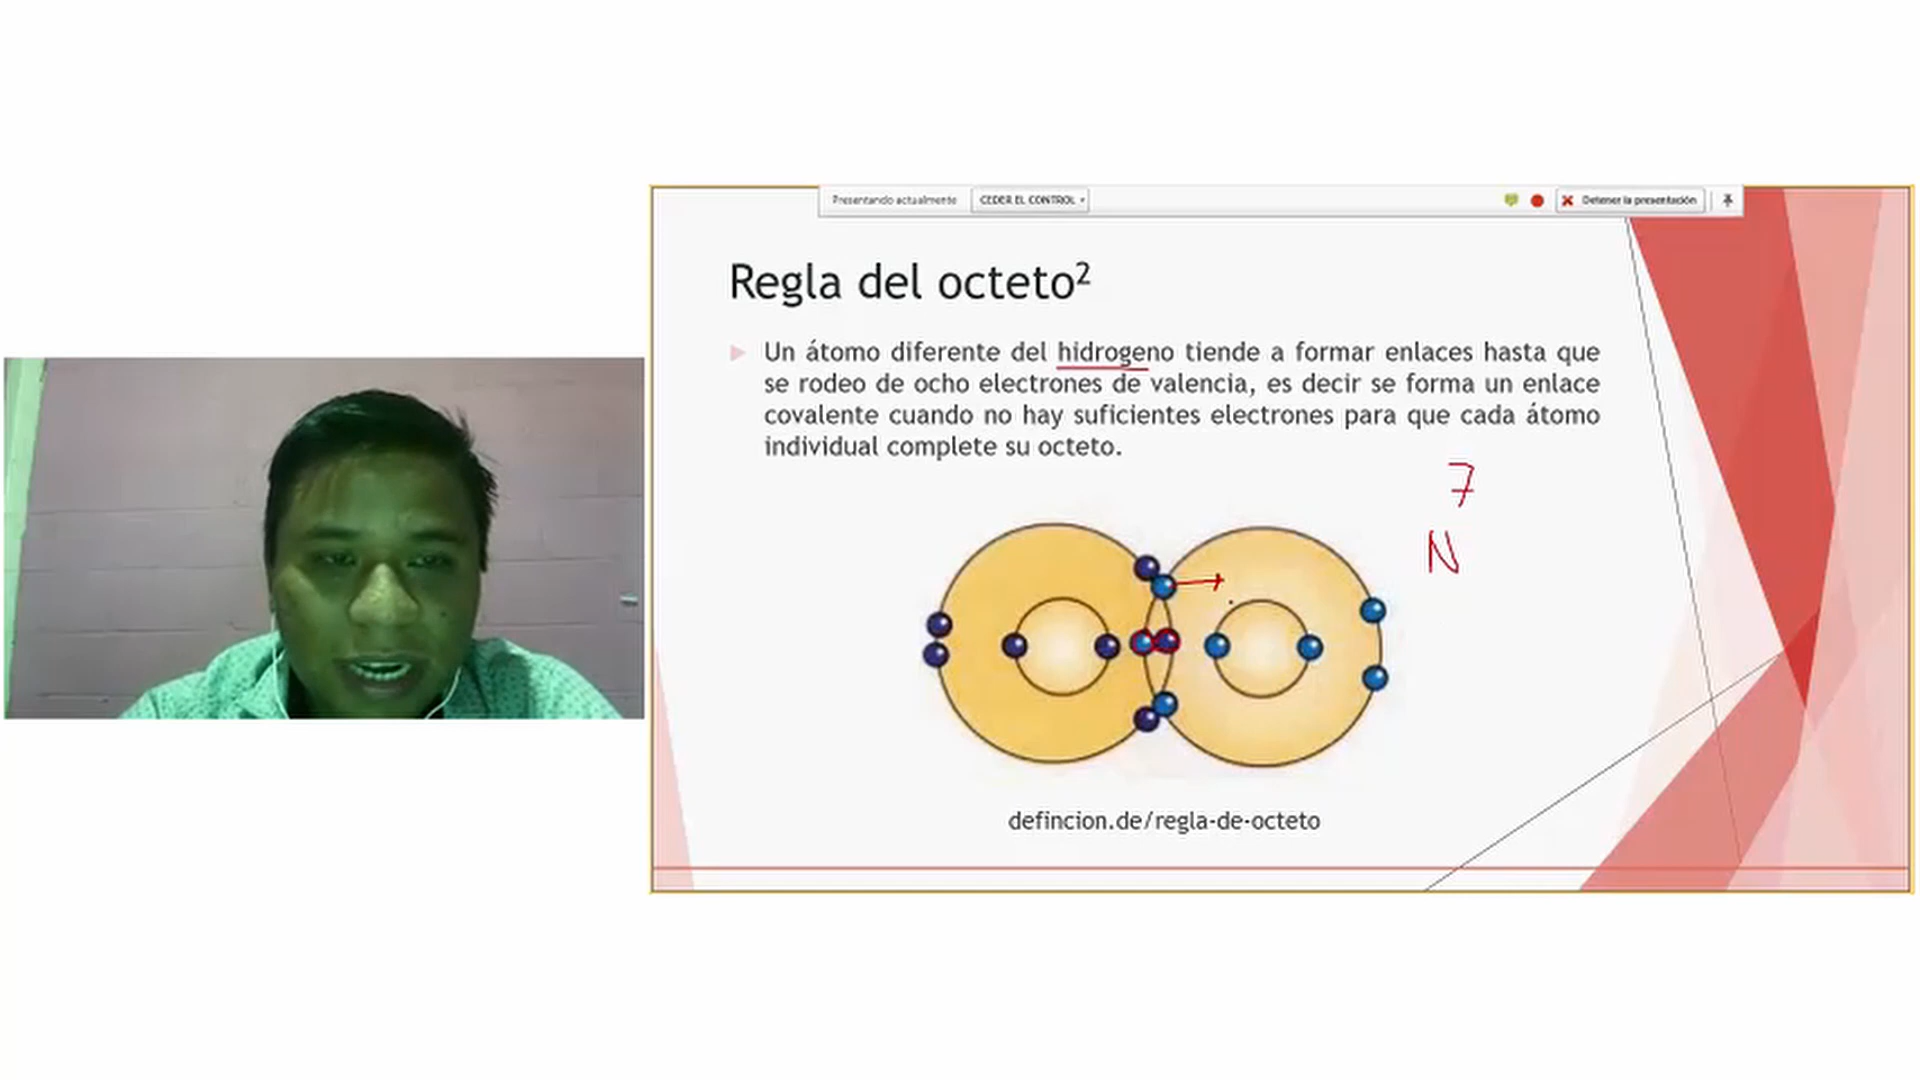 Presentando actualmente CEDER EL CONTROL Detener la presentación
Regla del octeto²
Un átomo diferente del hidrogeno tiende a formar enlaces hasta que
se rodeo de ocho electrones de valencia, es decir se forma un enlace
covalente cuando no hay suficientes electrones para que cada átomo
individual complete su octeto.
7
N
defincion.de/regla-de-octeto